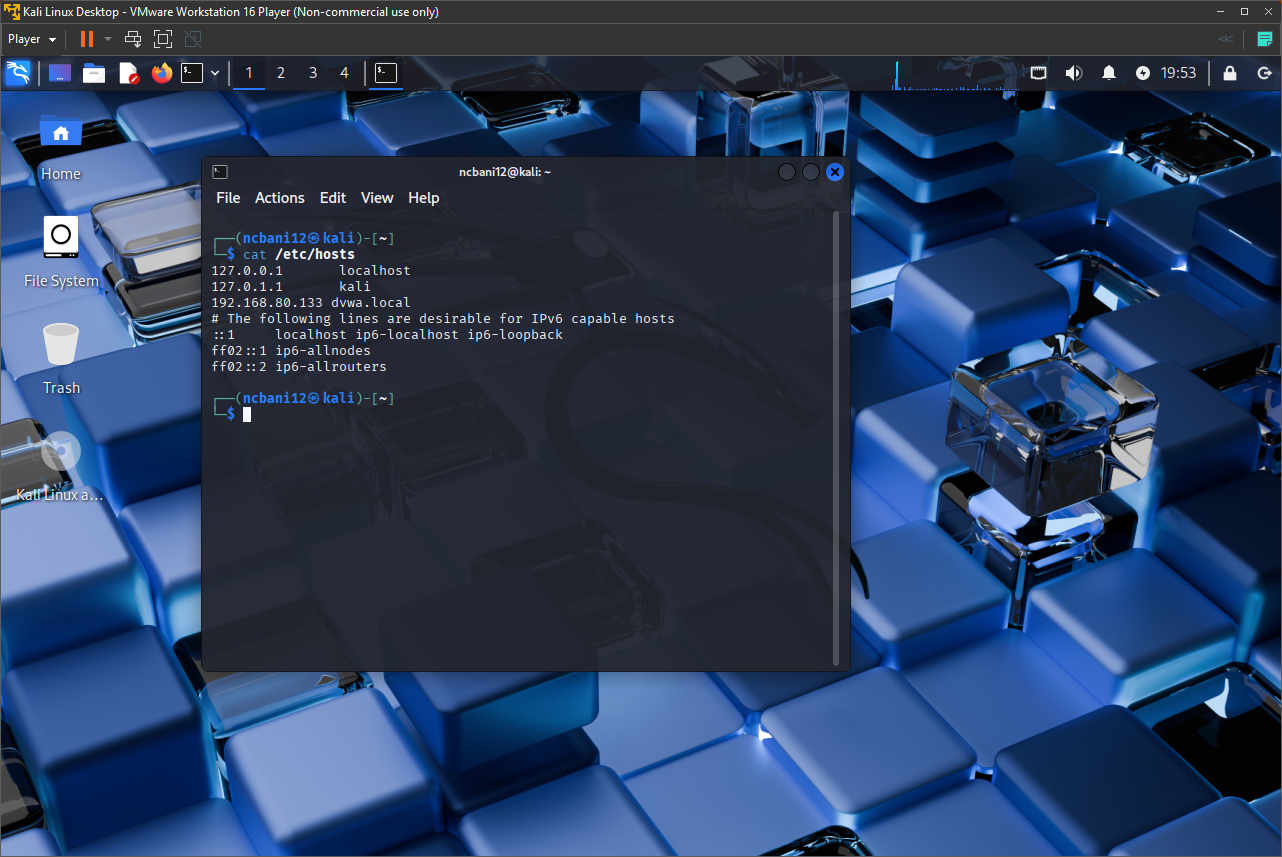 Kali Linux Desktop - VMware Workstation 16 Player (Non-commercial use only)
Player
1 2 3 4 19:53
Home
File System
Trash
Kali Linux a...
ncbani12@kali: ~
File Actions Edit View Help
┌──(ncbani12㉿kali)-[~]
└─$ cat /etc/hosts
127.0.0.1       localhost
127.0.1.1       kali
192.168.80.133 dvwa.local
# The following lines are desirable for IPv6 capable hosts
::1     localhost ip6-localhost ip6-loopback
ff02::1 ip6-allnodes
ff02::2 ip6-allrouters
┌──(ncbani12㉿kali)-[~]
└─$